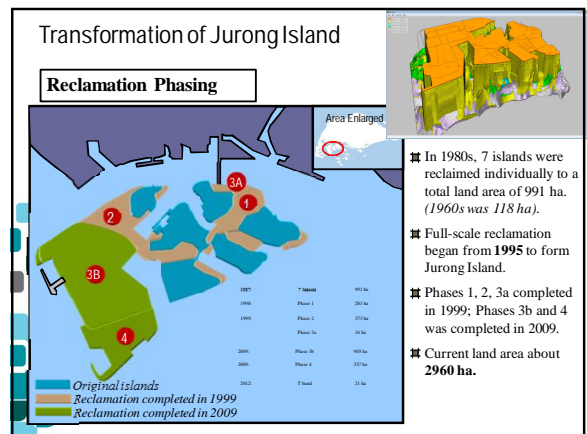 Transformation of Jurong Island
Reclamation Phasing
Area Enlarged
3A
1
2
3B
4
7 Islands 991 ha
1998: Phase 1 281 ha
1999: Phase 2 573 ha
Phase 3a 34 ha
2009: Phase 3b 900 ha
2009: Phase 4
2012: 21 ha
Original islands
Reclamation completed in 1999
Reclamation completed in 2009
In 1980s, 7 islands were
reclaimed individually to a
total land area of 991 ha.
(1960s was 118 ha).
Full-scale reclamation
began from 1995 to form
Jurong Island.
Phases 1, 2, 3a completed
in 1999; Phases 3b and 4
was completed in 2009.
Current land area about
2960 ha.